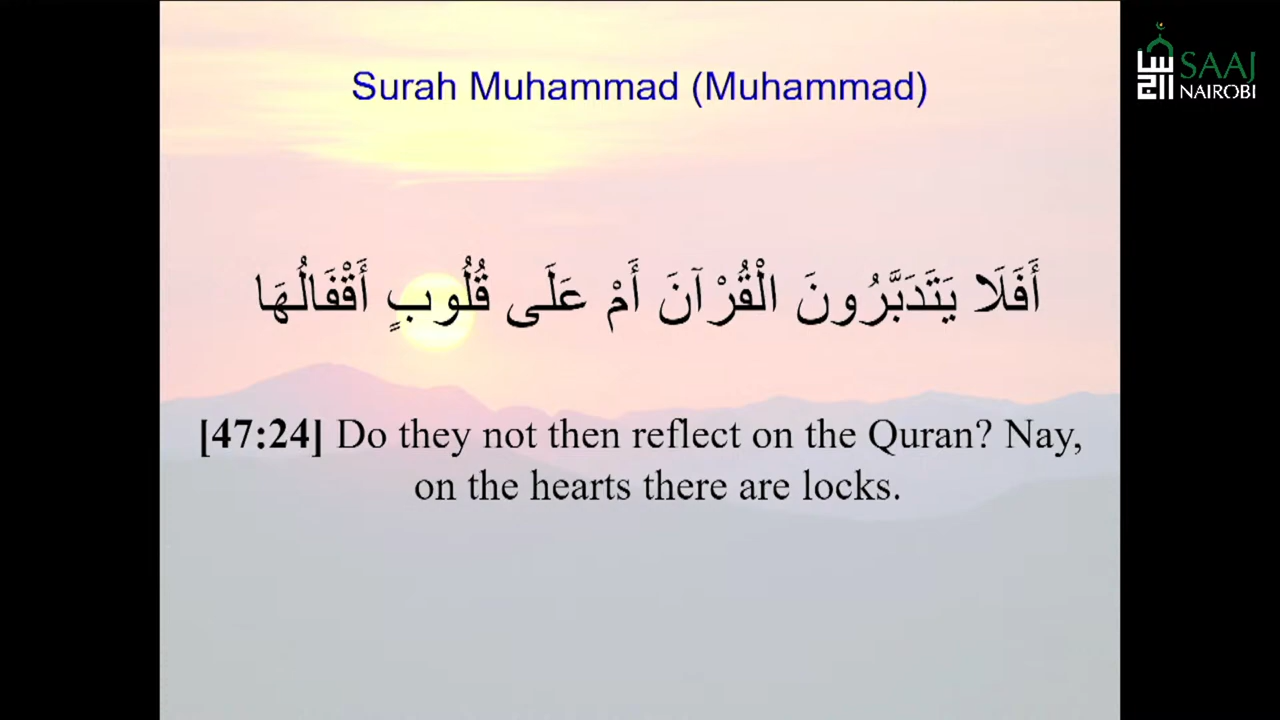 Surah Muhammad (Muhammad)
SAAJ
NAIROBI
أَفَلَا يَتَدَبَّرُونَ الْقُرْآنَ أَمْ عَلَى قُلُوبٍ أَقْفَالُهَا
[47:24] Do they not then reflect on the Quran? Nay,
on the hearts there are locks.